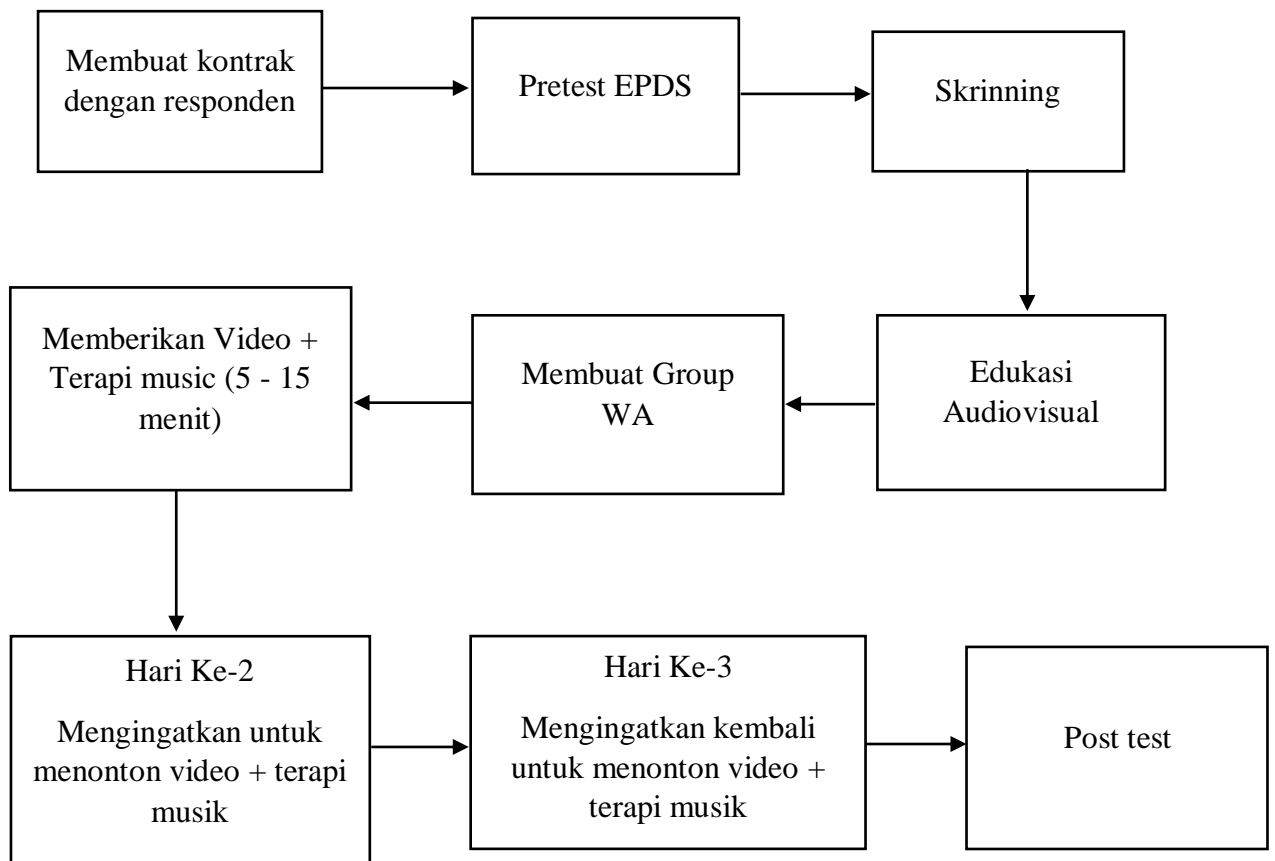 Membuat kontrak
dengan responden
Pretest EPDS
Skrinning
Edukasi
Audiovisual
Membuat Group
WA
Memberikan Video +
Terapi music (5 - 15
menit)
Hari Ke-2
Mengingatkan untuk
menonton video + terapi
musik
Hari Ke-3
Mengingatkan kembali
untuk menonton video +
terapi musik
Post test